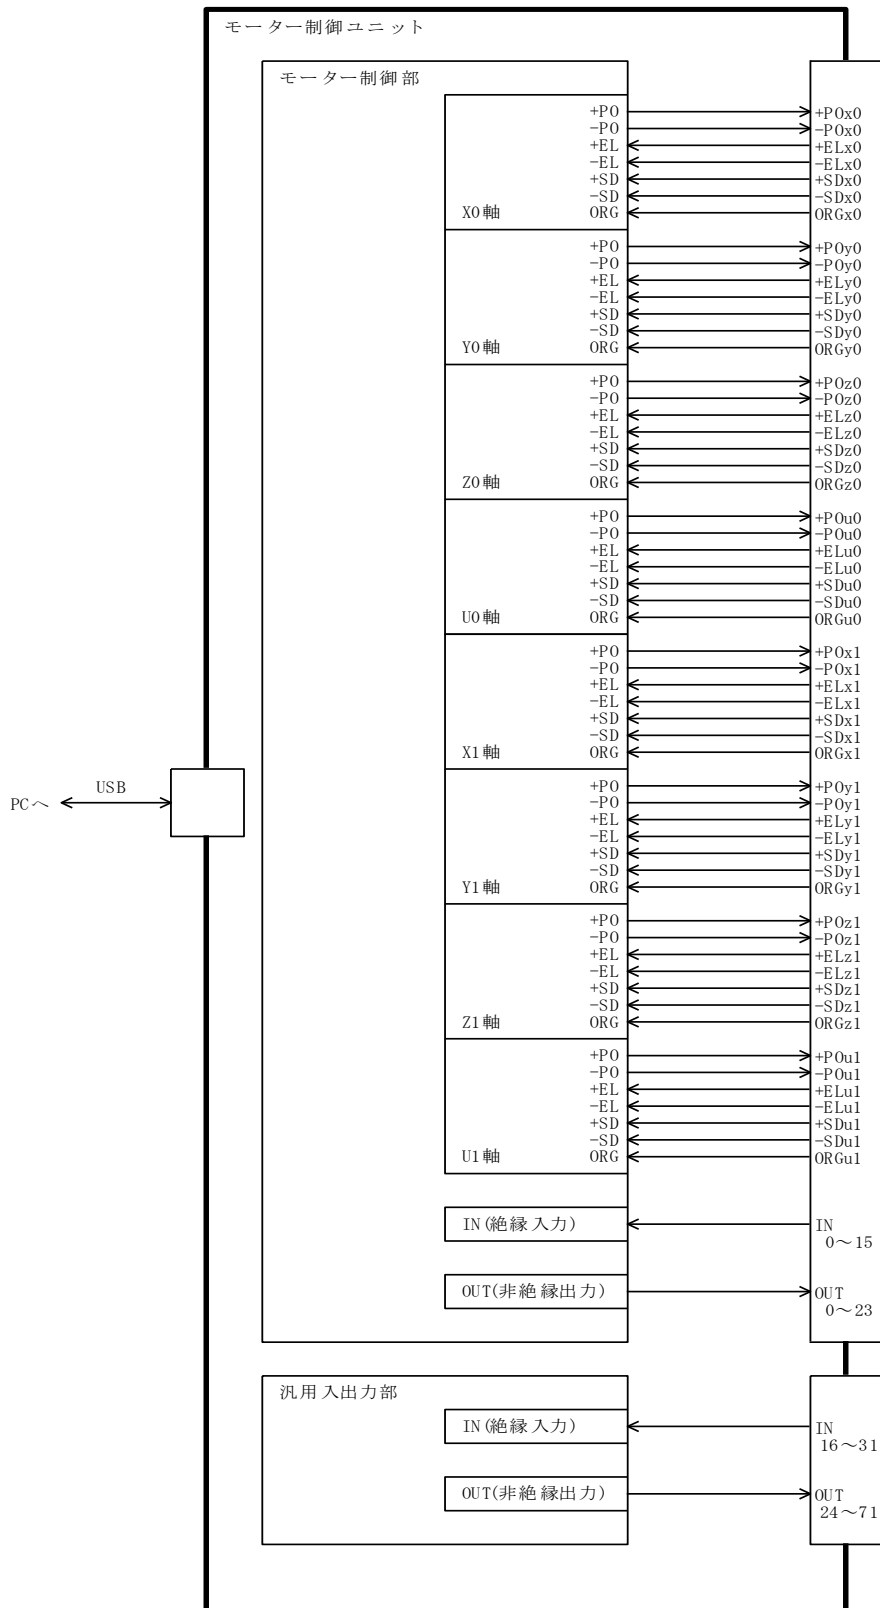 モーター制御ユニット
モーター制御部
+PO +POx0
−PO −POx0
+EL +ELx0
−EL −ELx0
+SD +SDx0
−SD −SDx0
X0軸 ORG ORGx0
+PO +POy0
−PO −POy0
+EL +ELy0
−EL −ELy0
+SD +SDy0
−SD −SDy0
Y0軸 ORG ORGy0
+PO +POz0
−PO −POz0
+EL +ELz0
−EL −ELz0
+SD +SDz0
−SD −SDz0
Z0軸 ORG ORGz0
+PO +POu0
−PO −POu0
+EL +ELu0
−EL −ELu0
+SD +SDu0
−SD −SDu0
U0軸 ORG ORGu0
+PO +POx1
−PO −POx1
+EL +ELx1
−EL −ELx1
+SD +SDx1
−SD −SDx1
X1軸 ORG ORGx1
USB
PCへ
+PO +POy1
−PO −POy1
+EL +ELy1
−EL −ELy1
+SD +SDy1
−SD −SDy1
Y1軸 ORG ORGy1
+PO +POz1
−PO −POz1
+EL +ELz1
−EL −ELz1
+SD +SDz1
−SD −SDz1
Z1軸 ORG ORGz1
+PO +POu1
−PO −POu1
+EL +ELu1
−EL −ELu1
+SD +SDu1
−SD −SDu1
U1軸 ORG ORGu1
IN(絶縁入力) IN
0～15
OUT(非絶縁出力) OUT
0～23
汎用入出力部
IN(絶縁入力) IN
16～31
OUT(非絶縁出力) OUT
24～71